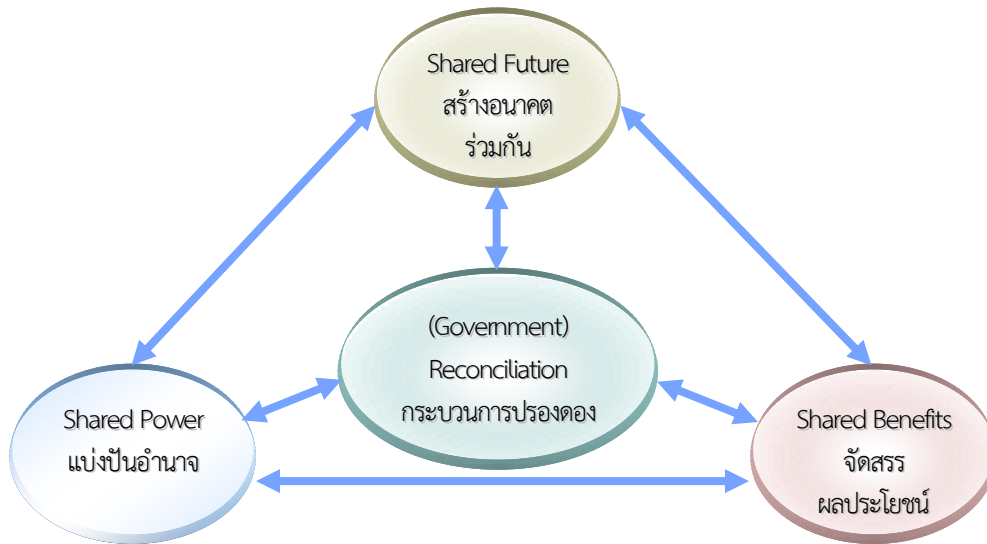 Shared Future
สร้างอนาคต
ร่วมกัน
(Government)
Reconciliation
กระบวนการปรองดอง
Shared Power
แบ่งปันอำนาจ
Shared Benefits
จัดสรร
ผลประโยชน์